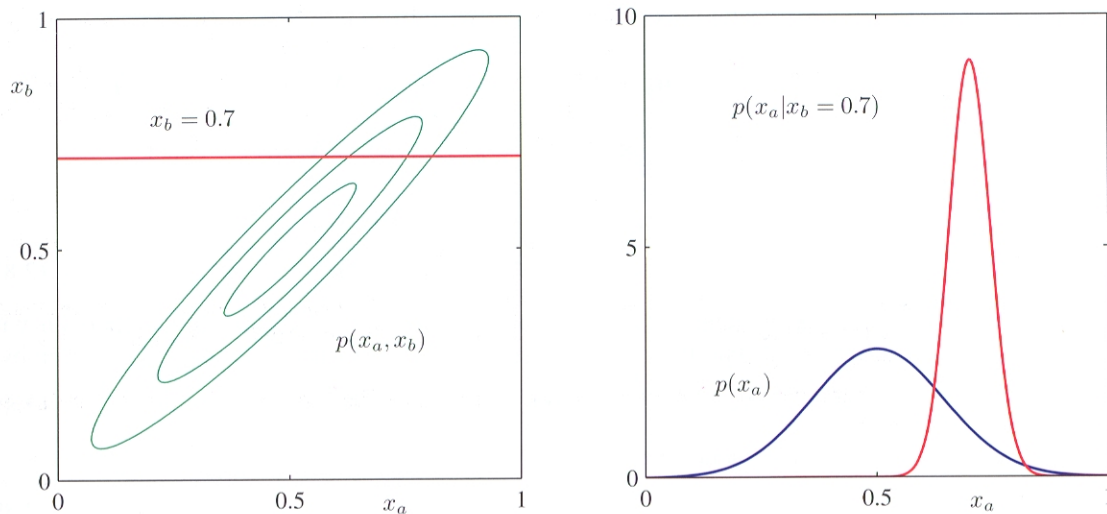 1
x_b
x_b = 0.7
0.5
p(x_a, x_b)
0
0
0.5
x_a
1
10
p(x_a|x_b = 0.7)
5
p(x_a)
0
0
0.5
x_a
1